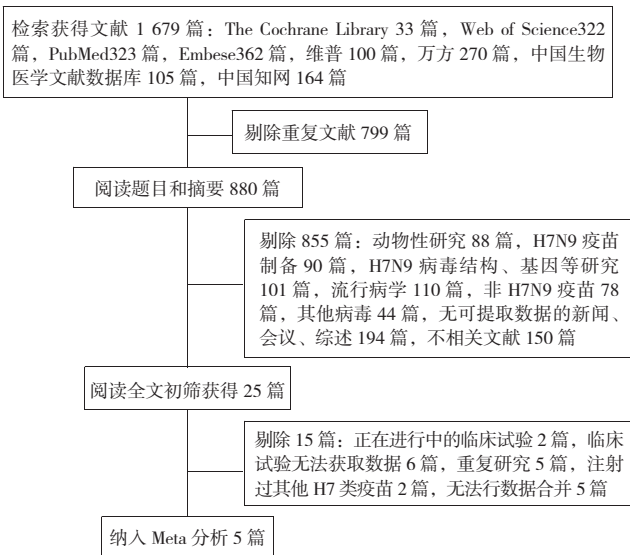 检索获得文献 1 679 篇：The Cochrane Library 33 篇，Web of Science322
篇，PubMed323 篇，Embese362 篇，维普 100 篇，万方 270 篇，中国生物
医学文献数据库 105 篇，中国知网 164 篇
剔除重复文献 799 篇
阅读题目和摘要 880 篇
剔除 855 篇：动物性研究 88 篇，H7N9 疫苗
制备 90 篇，H7N9 病毒结构、基因等研究
101 篇，流行病学 110 篇，非 H7N9 疫苗 78
篇，其他病毒 44 篇，无可提取数据的新闻、
会议、综述 194 篇，不相关文献 150 篇
阅读全文初筛获得 25 篇
剔除 15 篇：正在进行中的临床试验 2 篇，临床
试验无法获取数据 6 篇，重复研究 5 篇，注射
过其他 H7 类疫苗 2 篇，无法行数据合并 5 篇
纳入 Meta 分析 5 篇